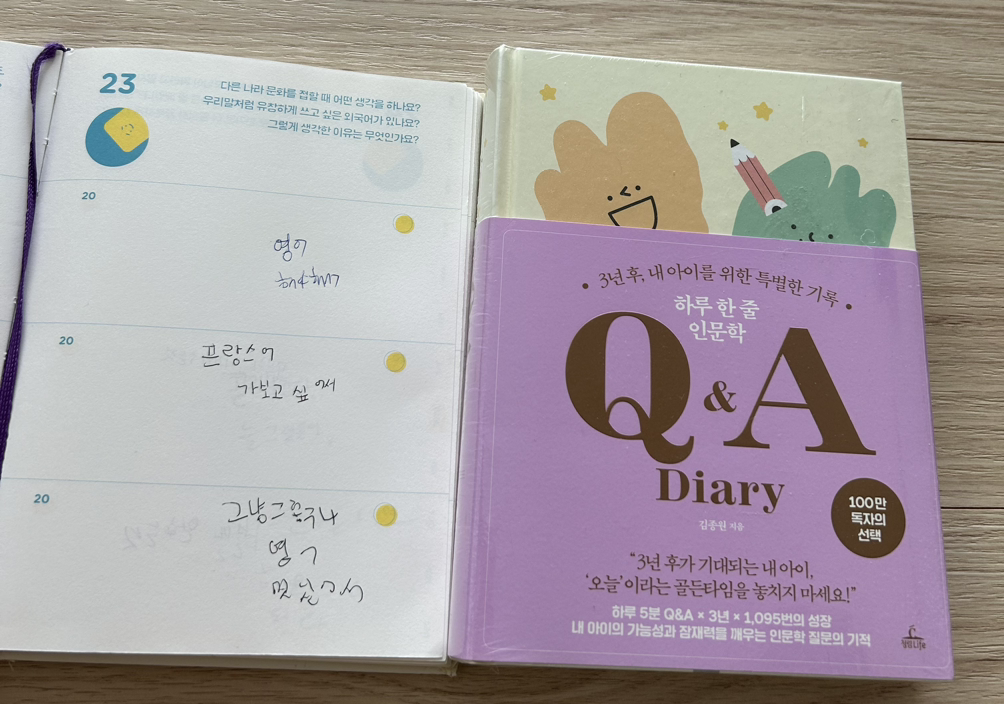 23
다른 나라 문화를 접할 때 어떤 생각을 하나요?
우리말처럼 유창하게 쓰고 싶은 외국어가 있나요?
그렇게 생각한 이유는 무엇인가요?
20
영어
20
프랑스어
가보고 싶어서
20
그냥
영어
3년 후, 내 아이를 위한 특별한 기록
하루 한 줄
인문학
Q & A
Diary
김종원 지음
100만
독자의
선택
“3년 후가 기대되는 내 아이,
‘오늘’이라는 골든타임을 놓치지 마세요!”
하루 5분 Q&A × 3년 × 1,095번의 성장
내 아이의 가능성과 잠재력을 깨우는 인문학 질문의 기적
청림Life